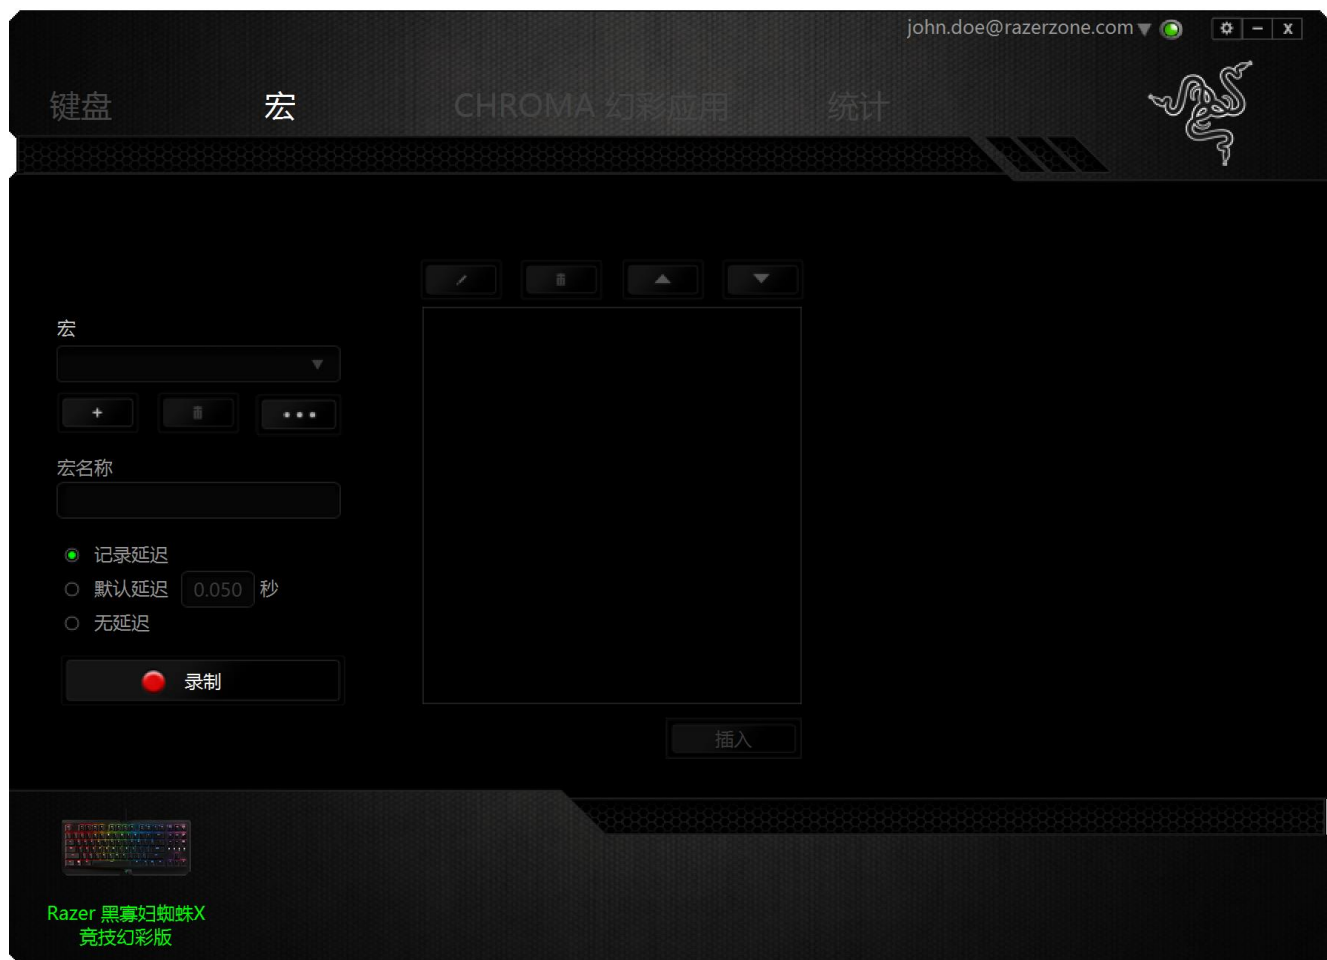 john.doe@razerzone.com
键盘 宏 CHROMA 幻彩应用 统计
宏
宏名称
记录延迟
默认延迟 0.050 秒
无延迟
录制
插入
Razer 黑寡妇蜘蛛X
竞技幻彩版